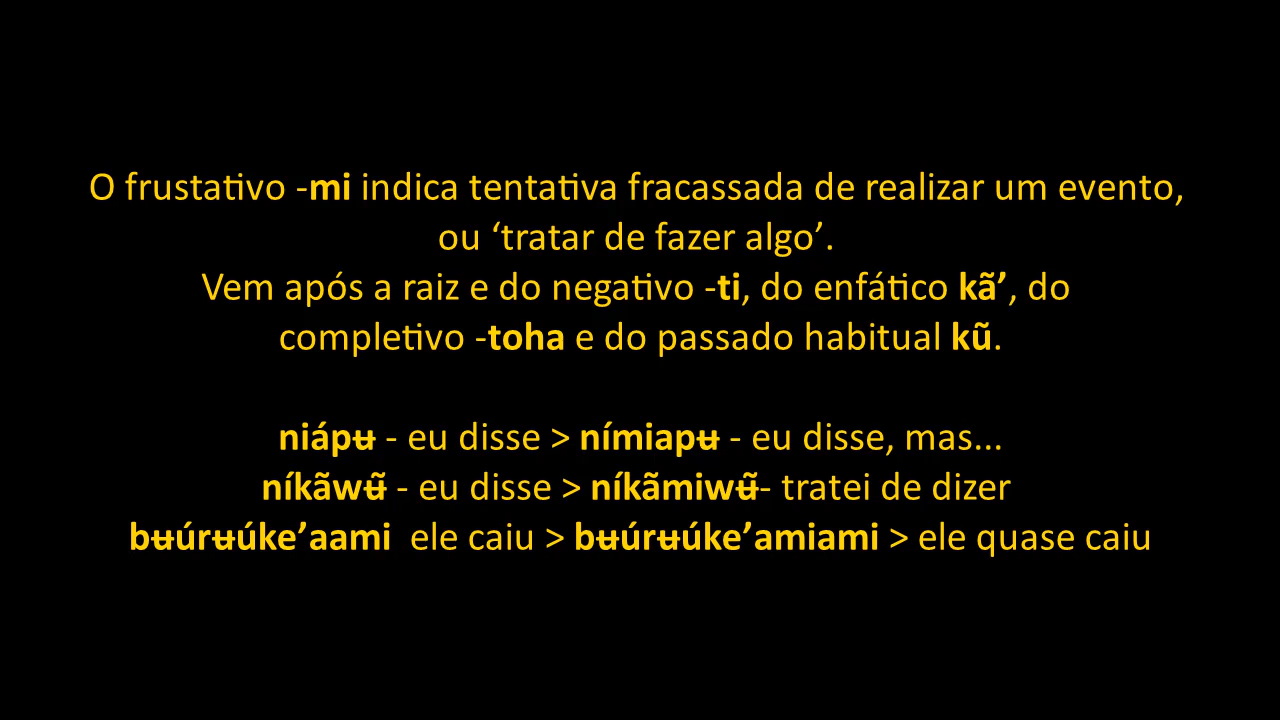 O frustativo -mi indica tentativa fracassada de realizar um evento,
ou ‘tratar de fazer algo’.
Vem após a raiz e do negativo -ti, do enfático kã’, do
completivo -toha e do passado habitual kũ.
niápʉ - eu disse > nímiapʉ - eu disse, mas...
níkãwʉ̃ - eu disse > níkãmiwʉ̃- tratei de dizer
bʉúrʉúke’aami  ele caiu > bʉúrʉúke’amiami > ele quase caiu